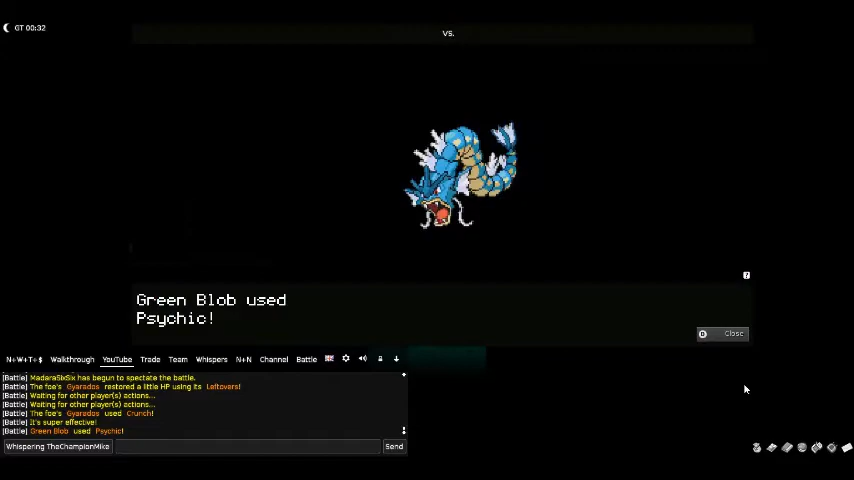 GT 00:32
VS.
?
Green Blob used
Psychic!
Close
N+W+T+$ Walkthrough YouTube Trade Team Whispers N+N Channel Battle
[Battle] MadaraSixSix has begun to spectate the battle.
[Battle] The foe's Gyarados restored a little HP using its Leftovers!
[Battle] Waiting for other player(s) actions...
[Battle] Waiting for other player(s) actions...
[Battle] The foe's Gyarados used Crunch!
[Battle] It's super effective!
[Battle] Green Blob used Psychic!
Whispering TheChampionMike
Send